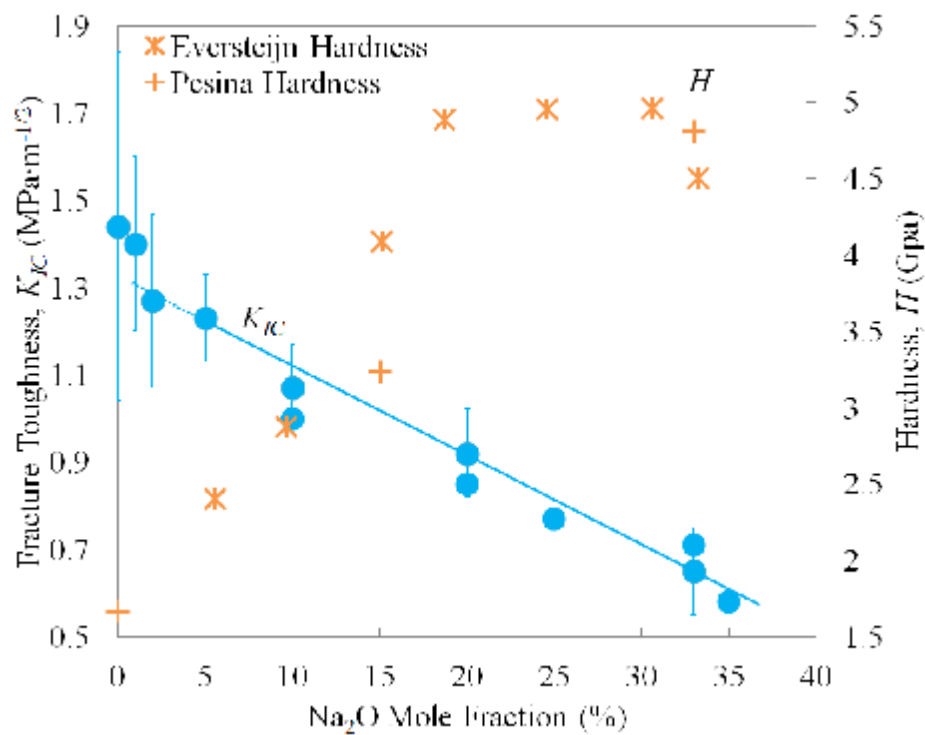 Eversteijn Hardness
Pesina Hardness
H
K_IC
Fracture Toughness, K_IC (MPa·m^-1/2)
1.9
1.7
1.5
1.3
1.1
0.9
0.7
0.5
5.5
5
4.5
4
3.5
3
2.5
2
1.5
Hardness, H (Gpa)
0 5 10 15 20 25 30 35 40
Na₂O Mole Fraction (%)